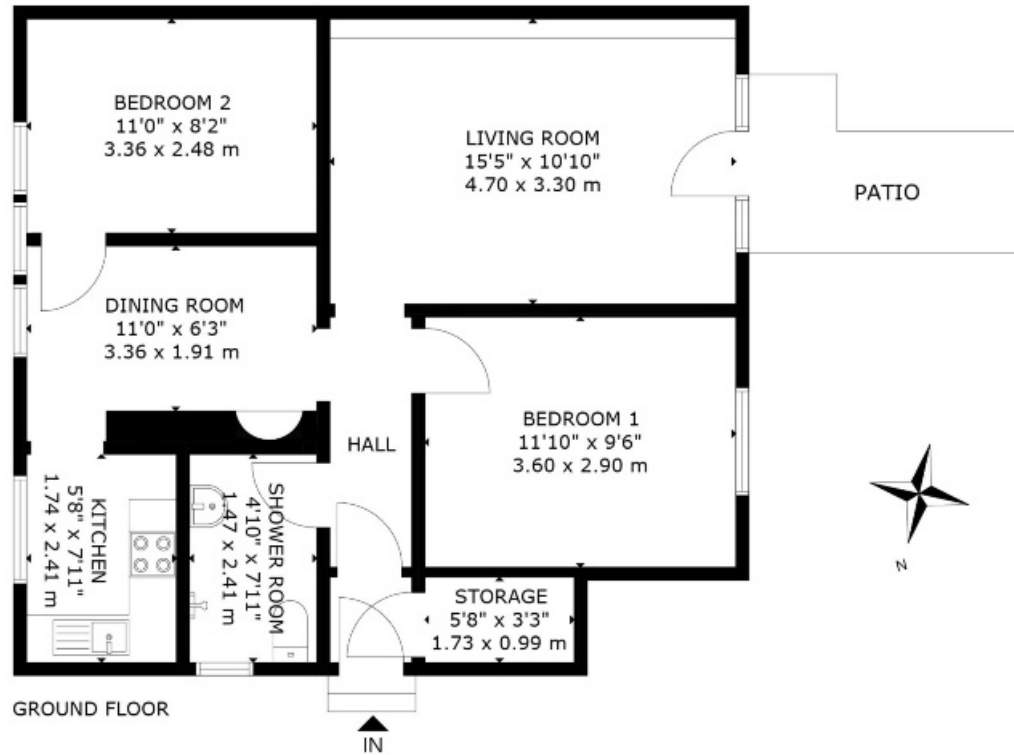 BEDROOM 2
11'0" x 8'2"
3.36 x 2.48 m
LIVING ROOM
15'5" x 10'10"
4.70 x 3.30 m
PATIO
DINING ROOM
11'0" x 6'3"
3.36 x 1.91 m
HALL
BEDROOM 1
11'10" x 9'6"
3.60 x 2.90 m
KITCHEN
5'8" x 7'11"
1.74 x 2.41 m
SHOWER ROOM
4'10" x 7'11"
1.47 x 2.41 m
STORAGE
5'8" x 3'3"
1.73 x 0.99 m
N
GROUND FLOOR
IN